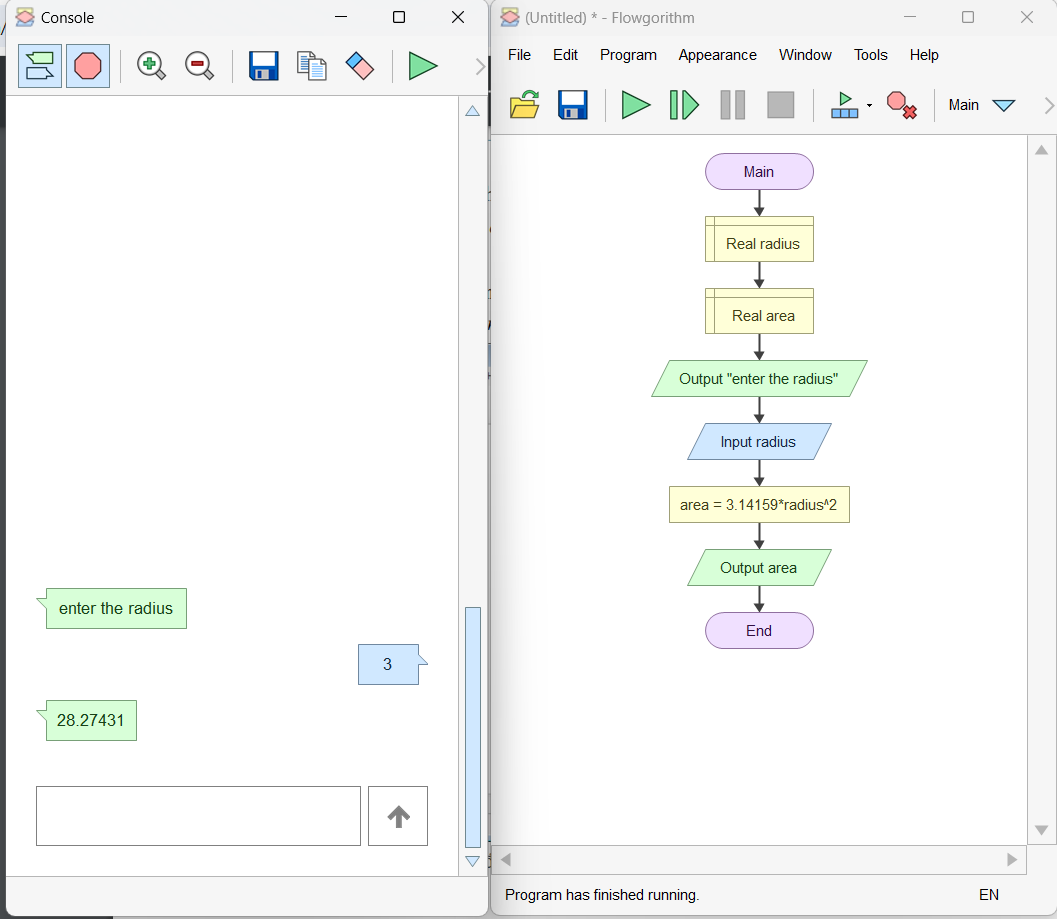 Console
enter the radius
3
28.27431
(Untitled) * - Flowgorithm
File Edit Program Appearance Window Tools Help
Main
Main
Real radius
Real area
Output "enter the radius"
Input radius
area = 3.14159*radius^2
Output area
End
Program has finished running.
EN